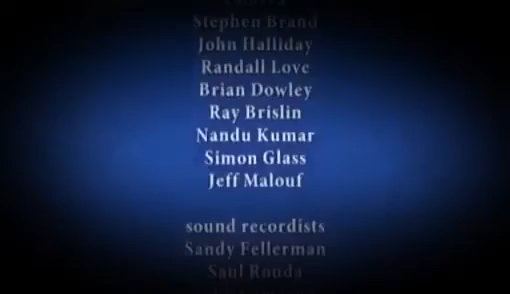 Stephen Brand
John Halliday
Randall Love
Brian Dowley
Ray Brislin
Nandu Kumar
Simon Glass
Jeff Malouf
sound recordists
Sandy Fellerman
Saul Rouda